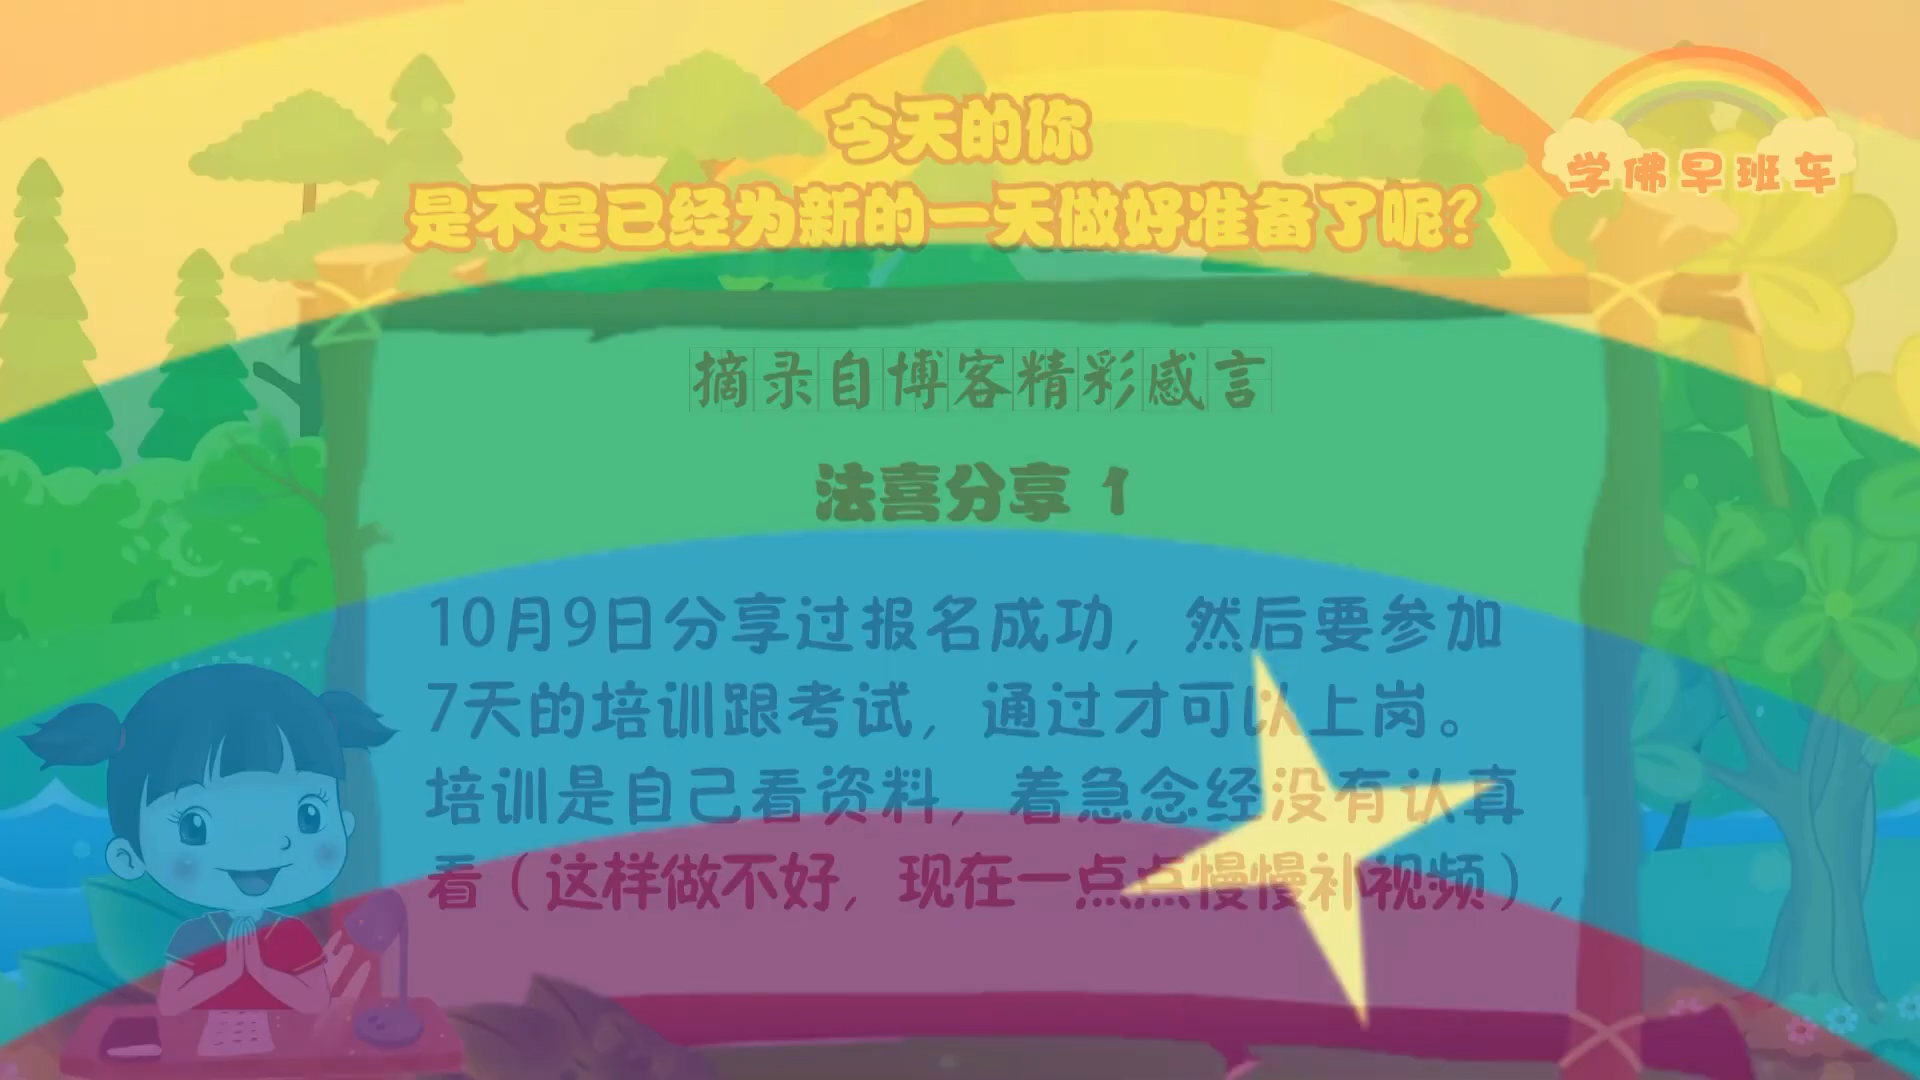 今天的你
是不是已经为新的一天做好准备了呢?
学佛早班车
摘录自博客精彩感言
法喜分享 1
10月9日分享过报名成功，然后要参加
7天的培训跟考试，通过才可以上岗。
培训是自己看资料，着急念经没有认真
看（这样做不好，现在一点点慢慢补视频），